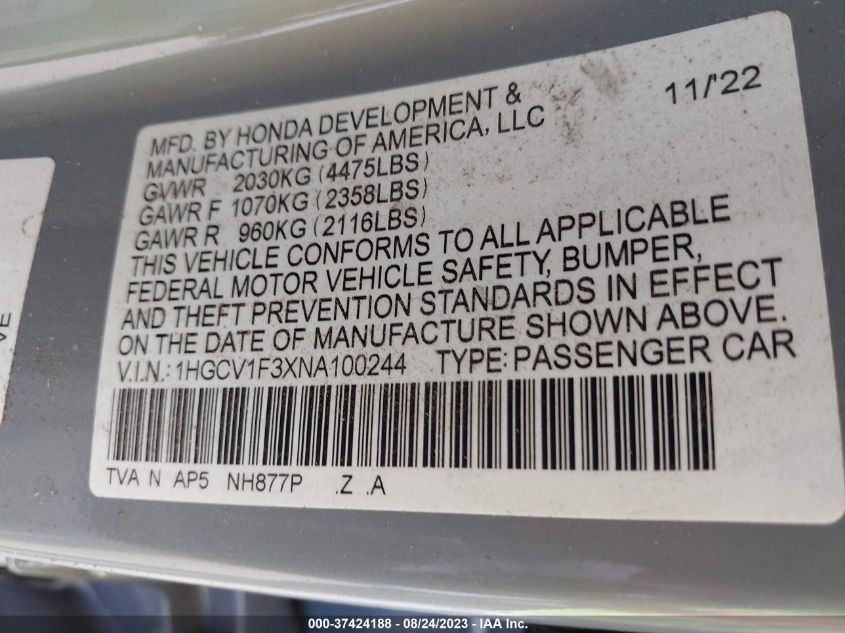 11/'22
MFD. BY HONDA DEVELOPMENT &
MANUFACTURING OF AMERICA, LLC
GVWR 2030KG (4475LBS)
GAWR F 1070KG (2358LBS)
GAWR R 960KG (2116LBS)
THIS VEHICLE CONFORMS TO ALL APPLICABLE
FEDERAL MOTOR VEHICLE SAFETY, BUMPER,
AND THEFT PREVENTION STANDARDS IN EFFECT
ON THE DATE OF MANUFACTURE SHOWN ABOVE.
V.I.N.: 1HGCV1F3XNA100244 TYPE: PASSENGER CAR
TVA N AP5 NH877P .Z .A
VE
000-37424188 - 08/24/2023 - IAA Inc.